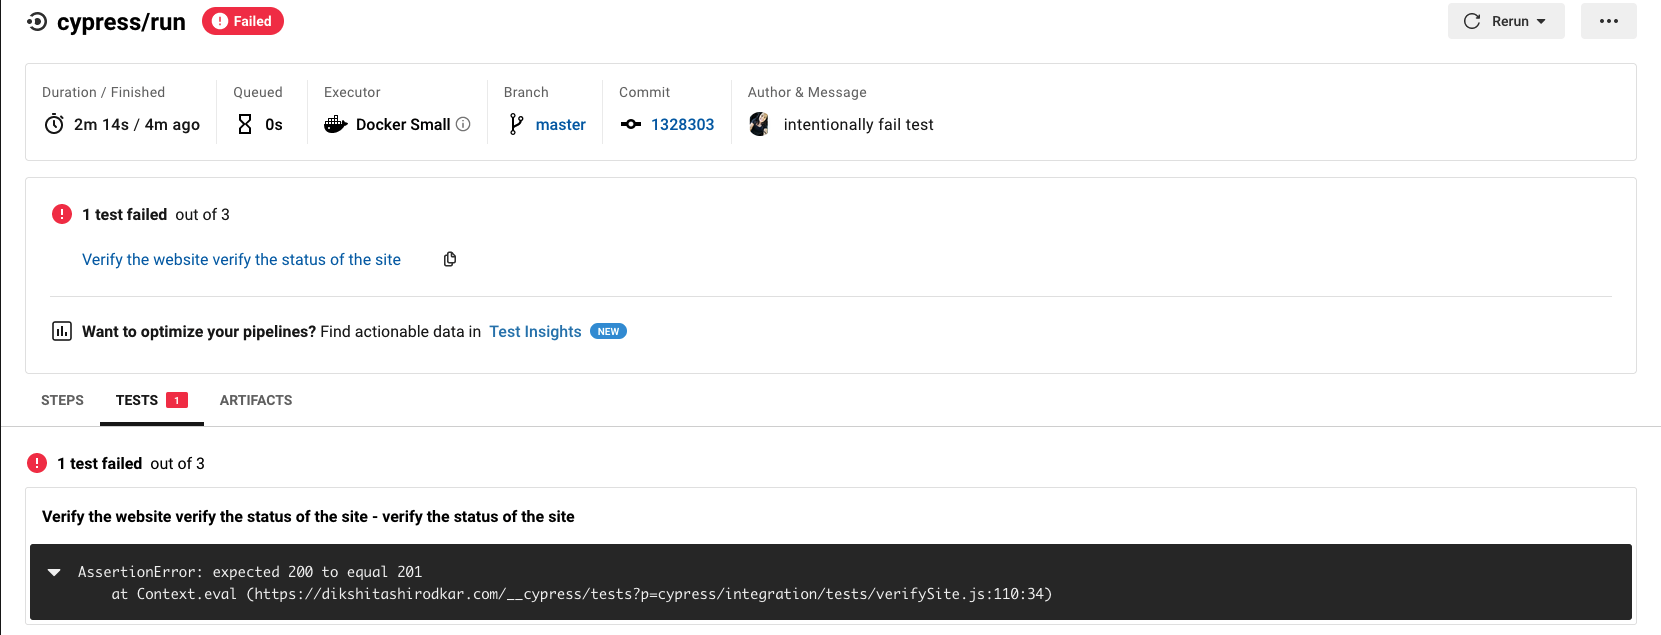 cypress/run Failed Rerun
Duration / Finished Queued Executor Branch Commit Author & Message
2m 14s / 4m ago 0s Docker Small master 1328303 intentionally fail test
1 test failed out of 3
Verify the website verify the status of the site
Want to optimize your pipelines? Find actionable data in Test Insights NEW
STEPS TESTS 1 ARTIFACTS
1 test failed out of 3
Verify the website verify the status of the site - verify the status of the site
AssertionError: expected 200 to equal 201
at Context.eval (https://dikshitashirodkar.com/__cypress/tests?p=cypress/integration/tests/verifySite.js:110:34)